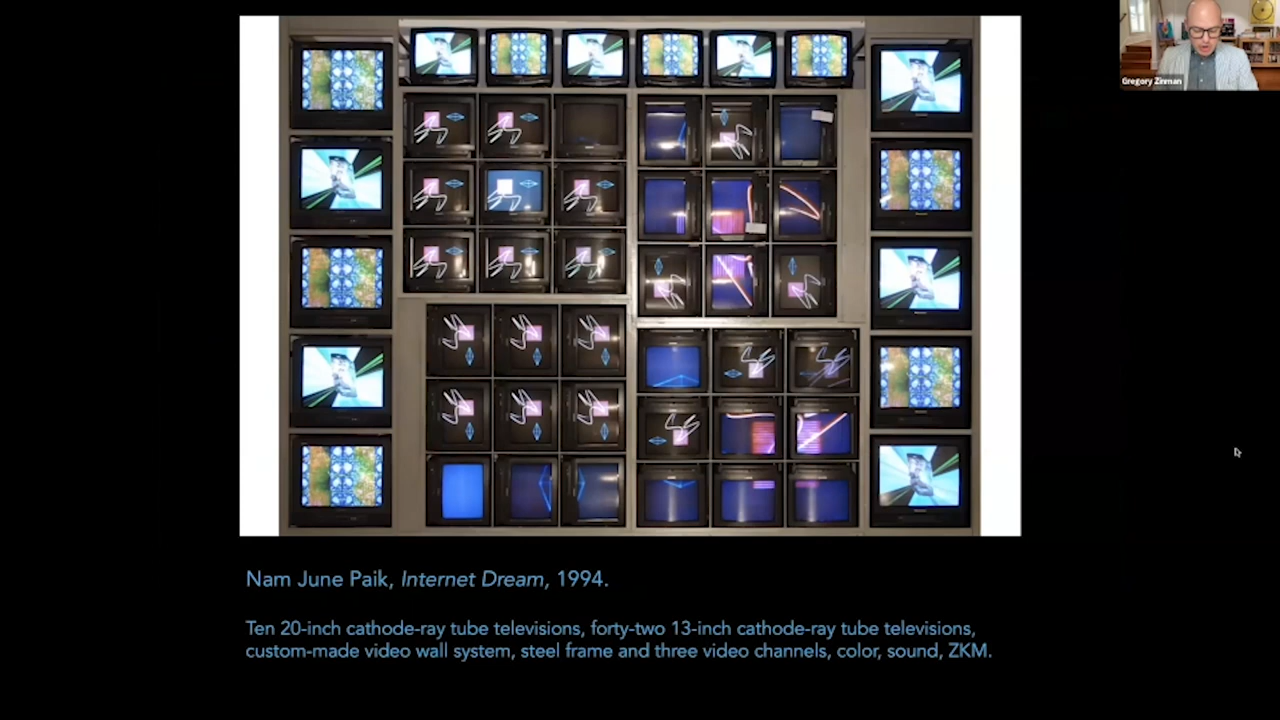 Gregory Zinman
Nam June Paik, Internet Dream, 1994.
Ten 20-inch cathode-ray tube televisions, forty-two 13-inch cathode-ray tube televisions,
custom-made video wall system, steel frame and three video channels, color, sound, ZKM.